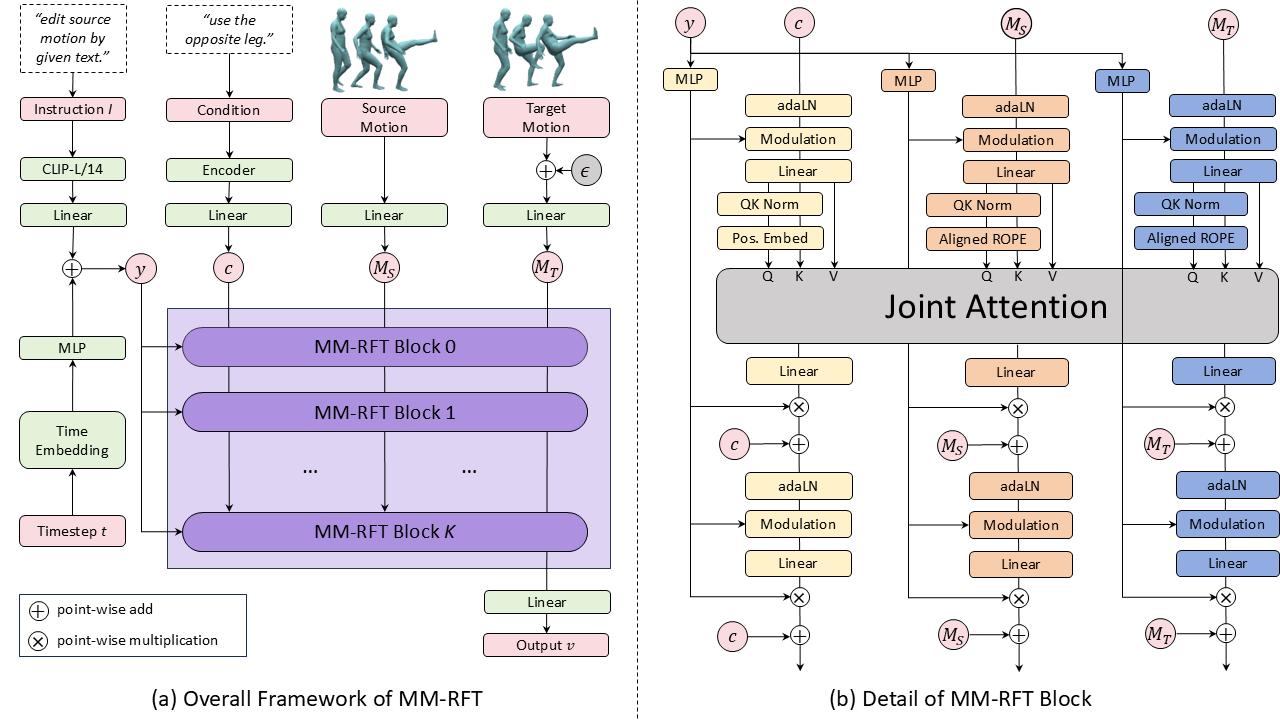 “edit source
motion by
given text.”
“use the
opposite leg.”
Instruction I
Condition
Source
Motion
Target
Motion
CLIP-L/14
Encoder
+
ϵ
Linear
Linear
Linear
Linear
+
y
c
M_S
M_T
MLP
Time
Embedding
Timestep t
MM-RFT Block 0
MM-RFT Block 1
... ...
MM-RFT Block K
Linear
Output v
+ point-wise add
× point-wise multiplication
(a) Overall Framework of MM-RFT
y
c
M_S
M_T
MLP
MLP
MLP
adaLN
Modulation
Linear
QK Norm
Pos. Embed
Q K V
adaLN
Modulation
Linear
QK Norm
Aligned ROPE
Q K V
adaLN
Modulation
Linear
QK Norm
Aligned ROPE
Q K V
Joint Attention
Linear
×
c +
adaLN
Modulation
Linear
×
c +
Linear
×
M_S +
adaLN
Modulation
Linear
×
M_S +
Linear
×
M_T +
adaLN
Modulation
Linear
×
M_T +
(b) Detail of MM-RFT Block